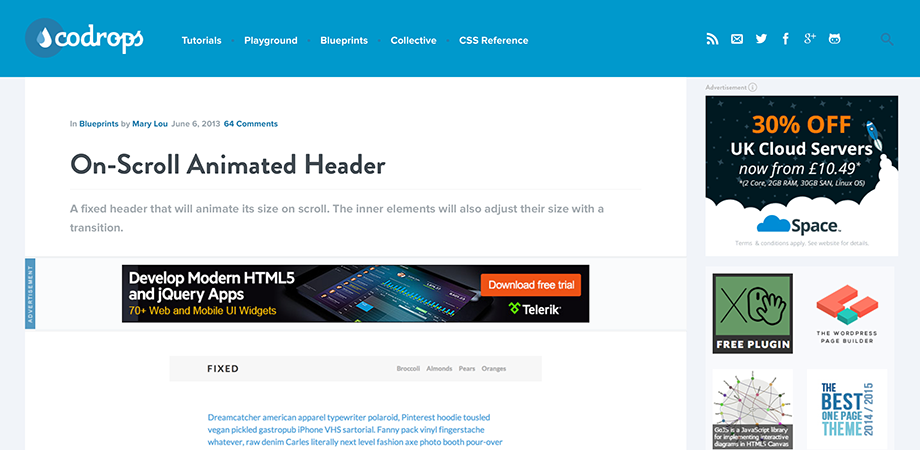 codrops
Tutorials · Playground · Blueprints · Collective · CSS Reference
In Blueprints by Mary Lou June 6, 2013 64 Comments
On-Scroll Animated Header
A fixed header that will animate its size on scroll. The inner elements will also adjust their size with a
transition.
ADVERTISEMENT
Develop Modern HTML5
and jQuery Apps
70+ Web and Mobile UI Widgets
Download free trial
Telerik
FIXED
Broccoli Almonds Pears Oranges
Dreamcatcher american apparel typewriter polaroid, Pinterest hoodie tousled
vegan pickled gastropub iPhone VHS sartorial. Fanny pack vinyl fingerstache
whatever, raw denim Carles literally next level fashion axe photo booth pour-over
Advertisement
30% OFF
UK Cloud Servers
now from £10.49*
*(2 Core, 2GB RAM, 30GB SAN, Linux OS)
Space
Terms & conditions apply. See website for details.
FREE PLUGIN
THE WORDPRESS
PAGE BUILDER
GoJS is a JavaScript library
for implementing interactive
diagrams in HTML5 Canvas
THE
BEST
ONE PAGE
THEME
2014 / 2015